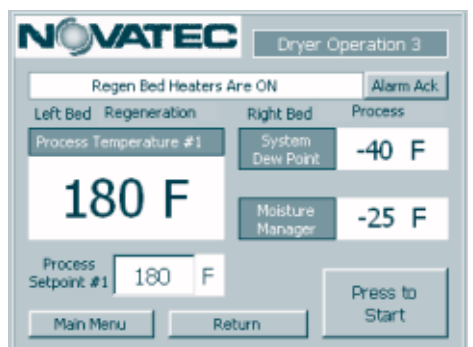 NOVATEC
Dryer Operation 3
Regen Bed Heaters Are ON
Alarm Ack
Left Bed Regeneration
Right Bed Process
Process Temperature #1
180 F
System
Dew Point
-40 F
Moisture
Manager
-25 F
Process
Setpoint #1
180 F
Press to
Start
Main Menu
Return